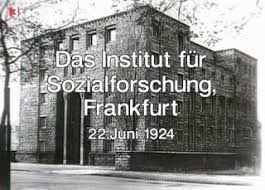 Das Institut für
Sozialforschung,
Frankfurt
22.Juni 1924